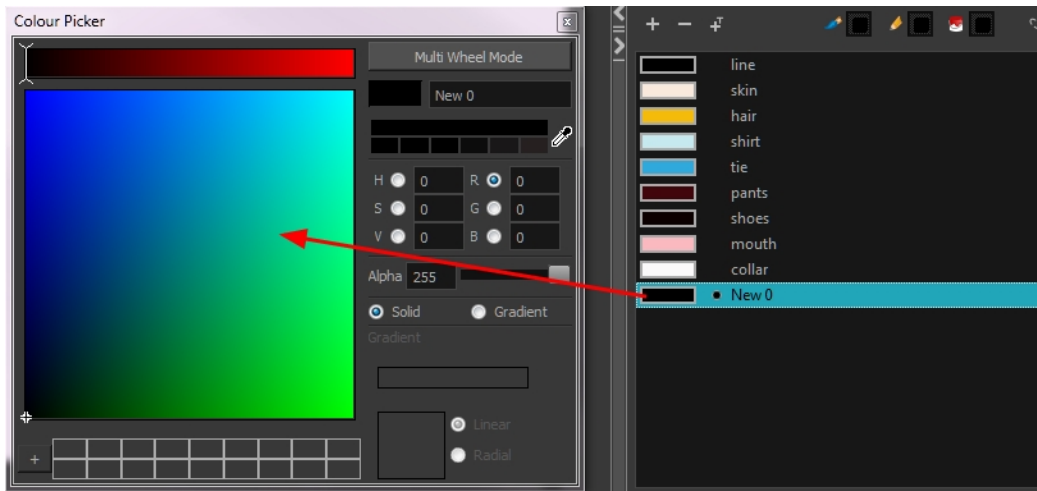 Colour Picker
Multi Wheel Mode
New 0
H 0 R 0
S 0 G 0
V 0 B 0
Alpha 255
Solid Gradient
Gradient
Linear
Radial
+
+ − +T
line
skin
hair
shirt
tie
pants
shoes
mouth
collar
New 0